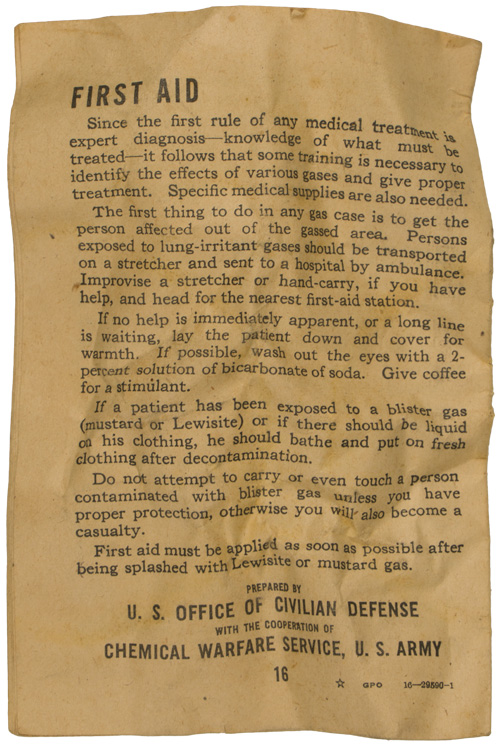 FIRST AID
Since the first rule of any medical treatment is
expert diagnosis—knowledge of what must be
treated—it follows that some training is necessary to
identify the effects of various gases and give proper
treatment. Specific medical supplies are also needed.
The first thing to do in any gas case is to get the
person affected out of the gassed area. Persons
exposed to lung-irritant gases should be transported
on a stretcher and sent to a hospital by ambulance.
Improvise a stretcher or hand-carry, if you have
help, and head for the nearest first-aid station.
If no help is immediately apparent, or a long line
is waiting, lay the patient down and cover for
warmth. If possible, wash out the eyes with a 2-
percent solution of bicarbonate of soda. Give coffee
for a stimulant.
If a patient has been exposed to a blister gas
(mustard or Lewisite) or if there should be liquid
on his clothing, he should bathe and put on fresh
clothing after decontamination.
Do not attempt to carry or even touch a person
contaminated with blister gas unless you have
proper protection, otherwise you will also become a
casualty.
First aid must be applied as soon as possible after
being splashed with Lewisite or mustard gas.
PREPARED BY
U. S. OFFICE OF CIVILIAN DEFENSE
WITH THE COOPERATION OF
CHEMICAL WARFARE SERVICE, U. S. ARMY
16
☆ GPO 16—29890-1